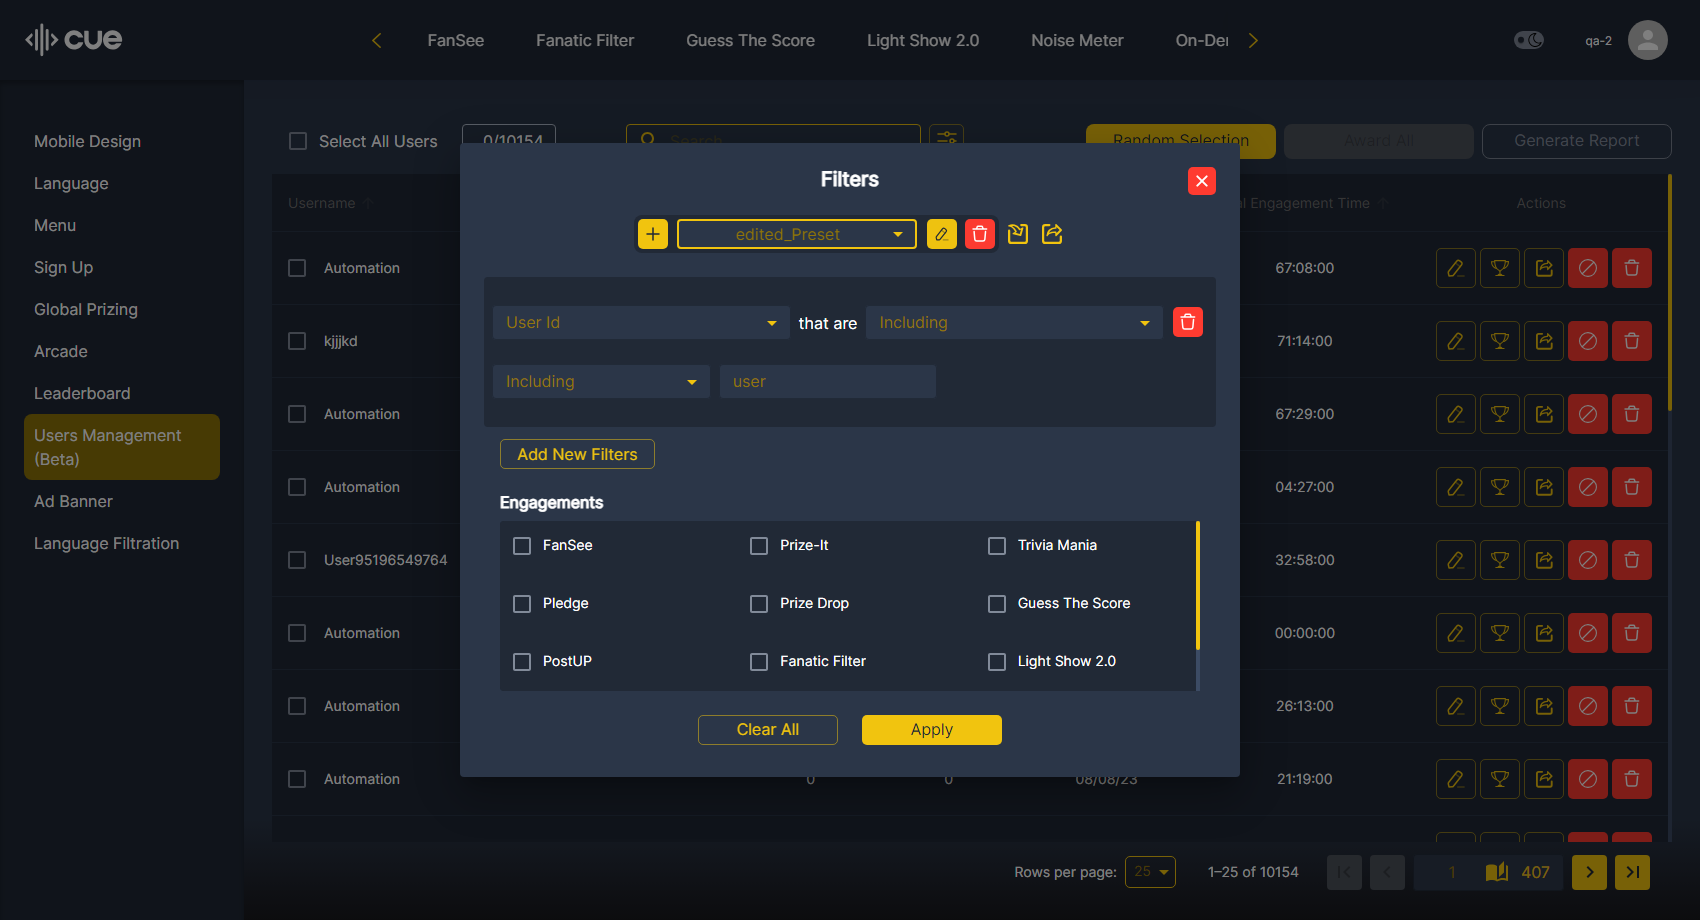 cue
FanSee
Fanatic Filter
Guess The Score
Light Show 2.0
Noise Meter
On-Der
qa-2
Mobile Design
Language
Menu
Sign Up
Global Prizing
Arcade
Leaderboard
Users Management
(Beta)
Ad Banner
Language Filtration
Select All Users
0/10154
Search
Random Selection
Award All
Generate Report
Username
l Engagement Time
Actions
Automation
67:08:00
kjjjkd
71:14:00
Automation
67:29:00
Automation
04:27:00
User95196549764
32:58:00
Automation
00:00:00
Automation
26:13:00
Automation
0
0
08/08/23
21:19:00
Filters
edited_Preset
User Id
that are
Including
Including
user
Add New Filters
Engagements
FanSee
Prize-It
Trivia Mania
Pledge
Prize Drop
Guess The Score
PostUP
Fanatic Filter
Light Show 2.0
Clear All
Apply
Rows per page:
25
1–25 of 10154
1
407